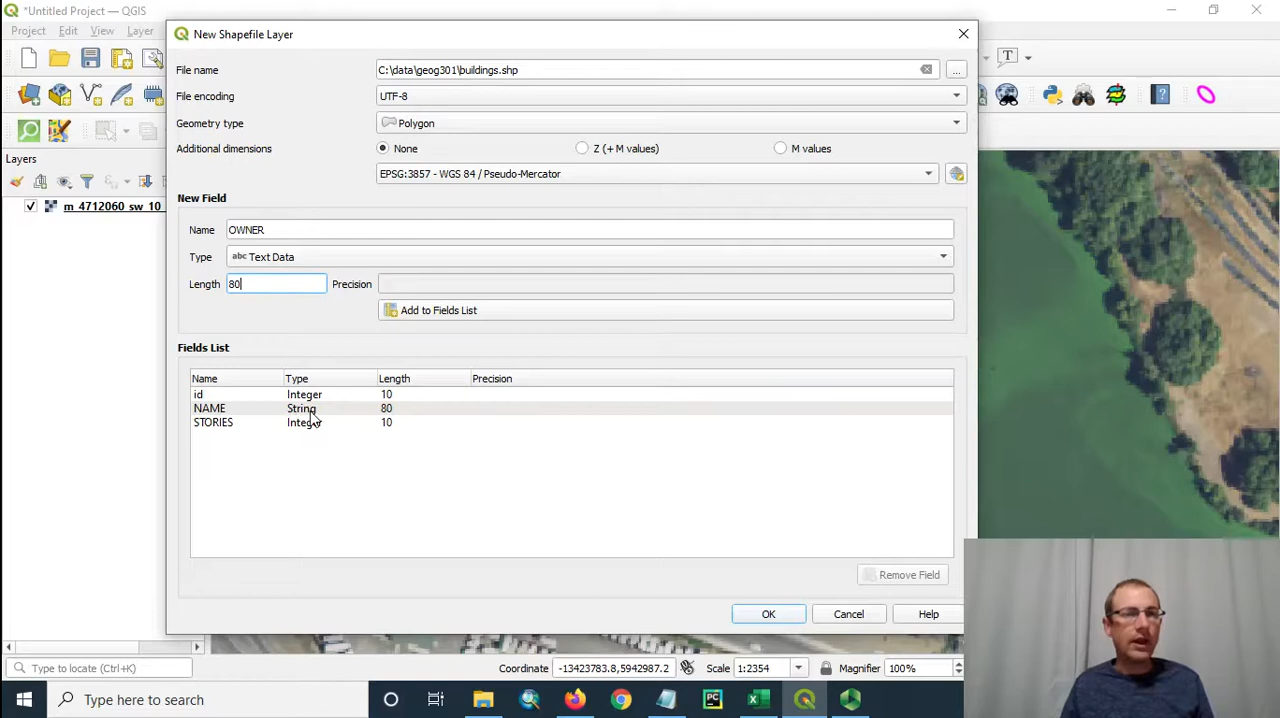 *Untitled Project — QGIS
Project Edit View Layer
New Shapefile Layer
File name C:\data\geog301\buildings.shp ...
File encoding UTF-8
Geometry type Polygon
Additional dimensions None Z (+ M values) M values
EPSG:3857 - WGS 84 / Pseudo-Mercator
Layers
New Field
m_4712060_sw_10
Name OWNER
Type abc Text Data
Length 80 Precision
Add to Fields List
Fields List
Name Type Length Precision
id Integer 10
NAME String 80
STORIES Integer 10
Remove Field
OK Cancel Help
Type to locate (Ctrl+K) Coordinate -13423783.8,5942987.2 Scale 1:2354 Magnifier 100%
Type here to search PC